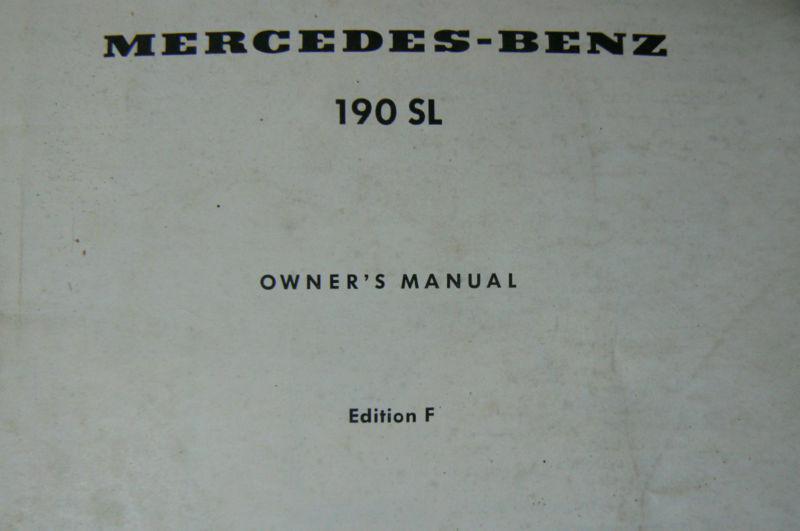 MERCEDES-BENZ
190 SL
OWNER'S MANUAL
Edition F